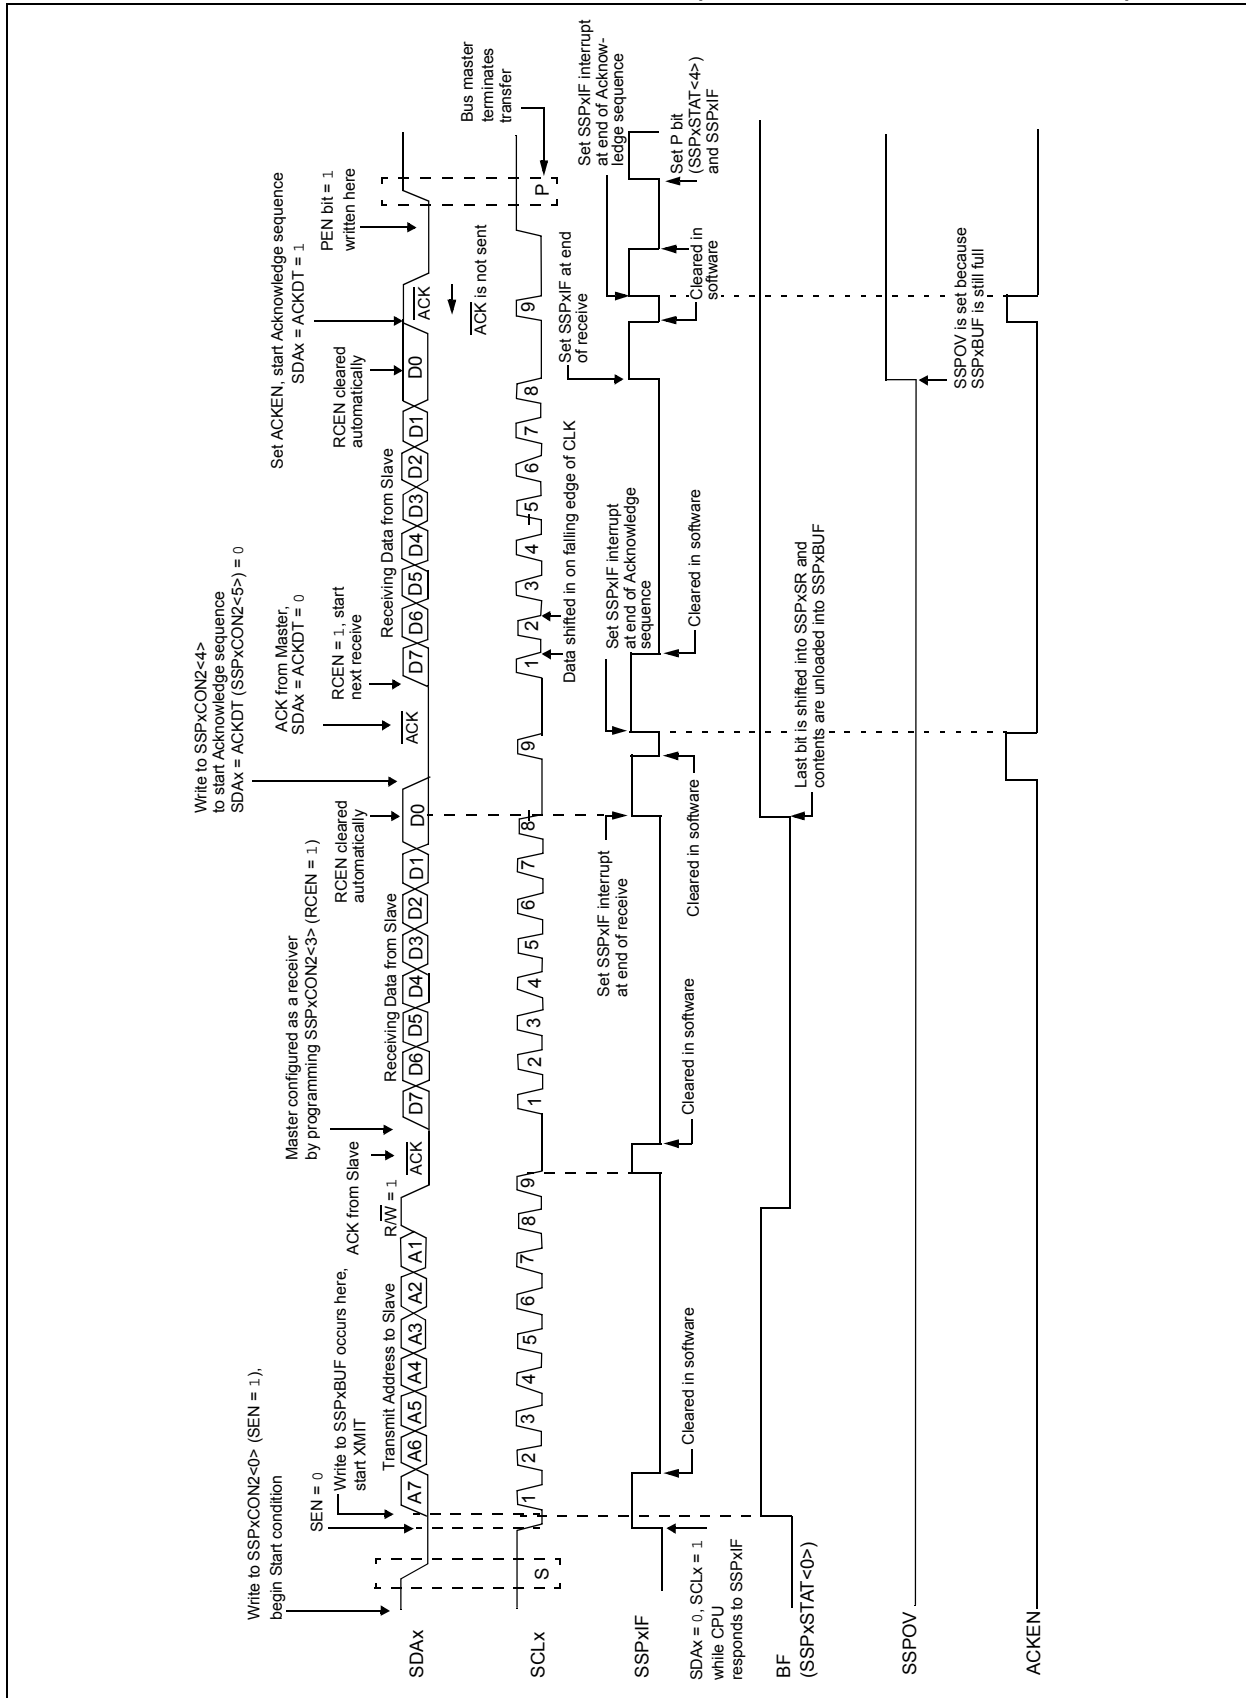 Write to SSPxCON2<0> (SEN = 1),
begin Start condition
SEN = 0
Write to SSPxBUF occurs here,
start XMIT
ACK from Slave
Master configured as a receiver
by programming SSPxCON2<3> (RCEN = 1)
RCEN cleared
automatically
Write to SSPxCON2<4>
to start Acknowledge sequence
SDAx = ACKDT (SSPxCON2<5>) = 0
ACK from Master,
SDAx = ACKDT = 0
RCEN = 1, start
next receive
RCEN cleared
automatically
Set ACKEN, start Acknowledge sequence
SDAx = ACKDT = 1
PEN bit = 1
written here
Transmit Address to Slave
R/W = 1
Receiving Data from Slave
Receiving Data from Slave
SDAx
A7 A6 A5 A4 A3 A2 A1
ACK
D7 D6 D5 D4 D3 D2 D1 D0
ACK
D7 D6 D5 D4 D3 D2 D1 D0
ACK
ACK is not sent
Bus master
terminates
transfer
SCLx
S
1 2 3 4 5 6 7 8 9
1 2 3 4 5 6 7 8
9
1 2 3 4 5 6 7 8
9
P
Data shifted in on falling edge of CLK
Set SSPxIF interrupt
at end of receive
Set SSPxIF interrupt
at end of Acknowledge
sequence
Set SSPxIF at end
of receive
Set SSPxIF interrupt
at end of Acknow-
ledge sequence
SSPxIF
SDAx = 0, SCLx = 1
while CPU
responds to SSPxIF
Cleared in software
Cleared in software
Cleared in software
Cleared in software
Cleared in
software
Set P bit
(SSPxSTAT<4>)
and SSPxIF
BF
(SSPxSTAT<0>)
Last bit is shifted into SSPxSR and
contents are unloaded into SSPxBUF
SSPOV
SSPOV is set because
SSPxBUF is still full
ACKEN